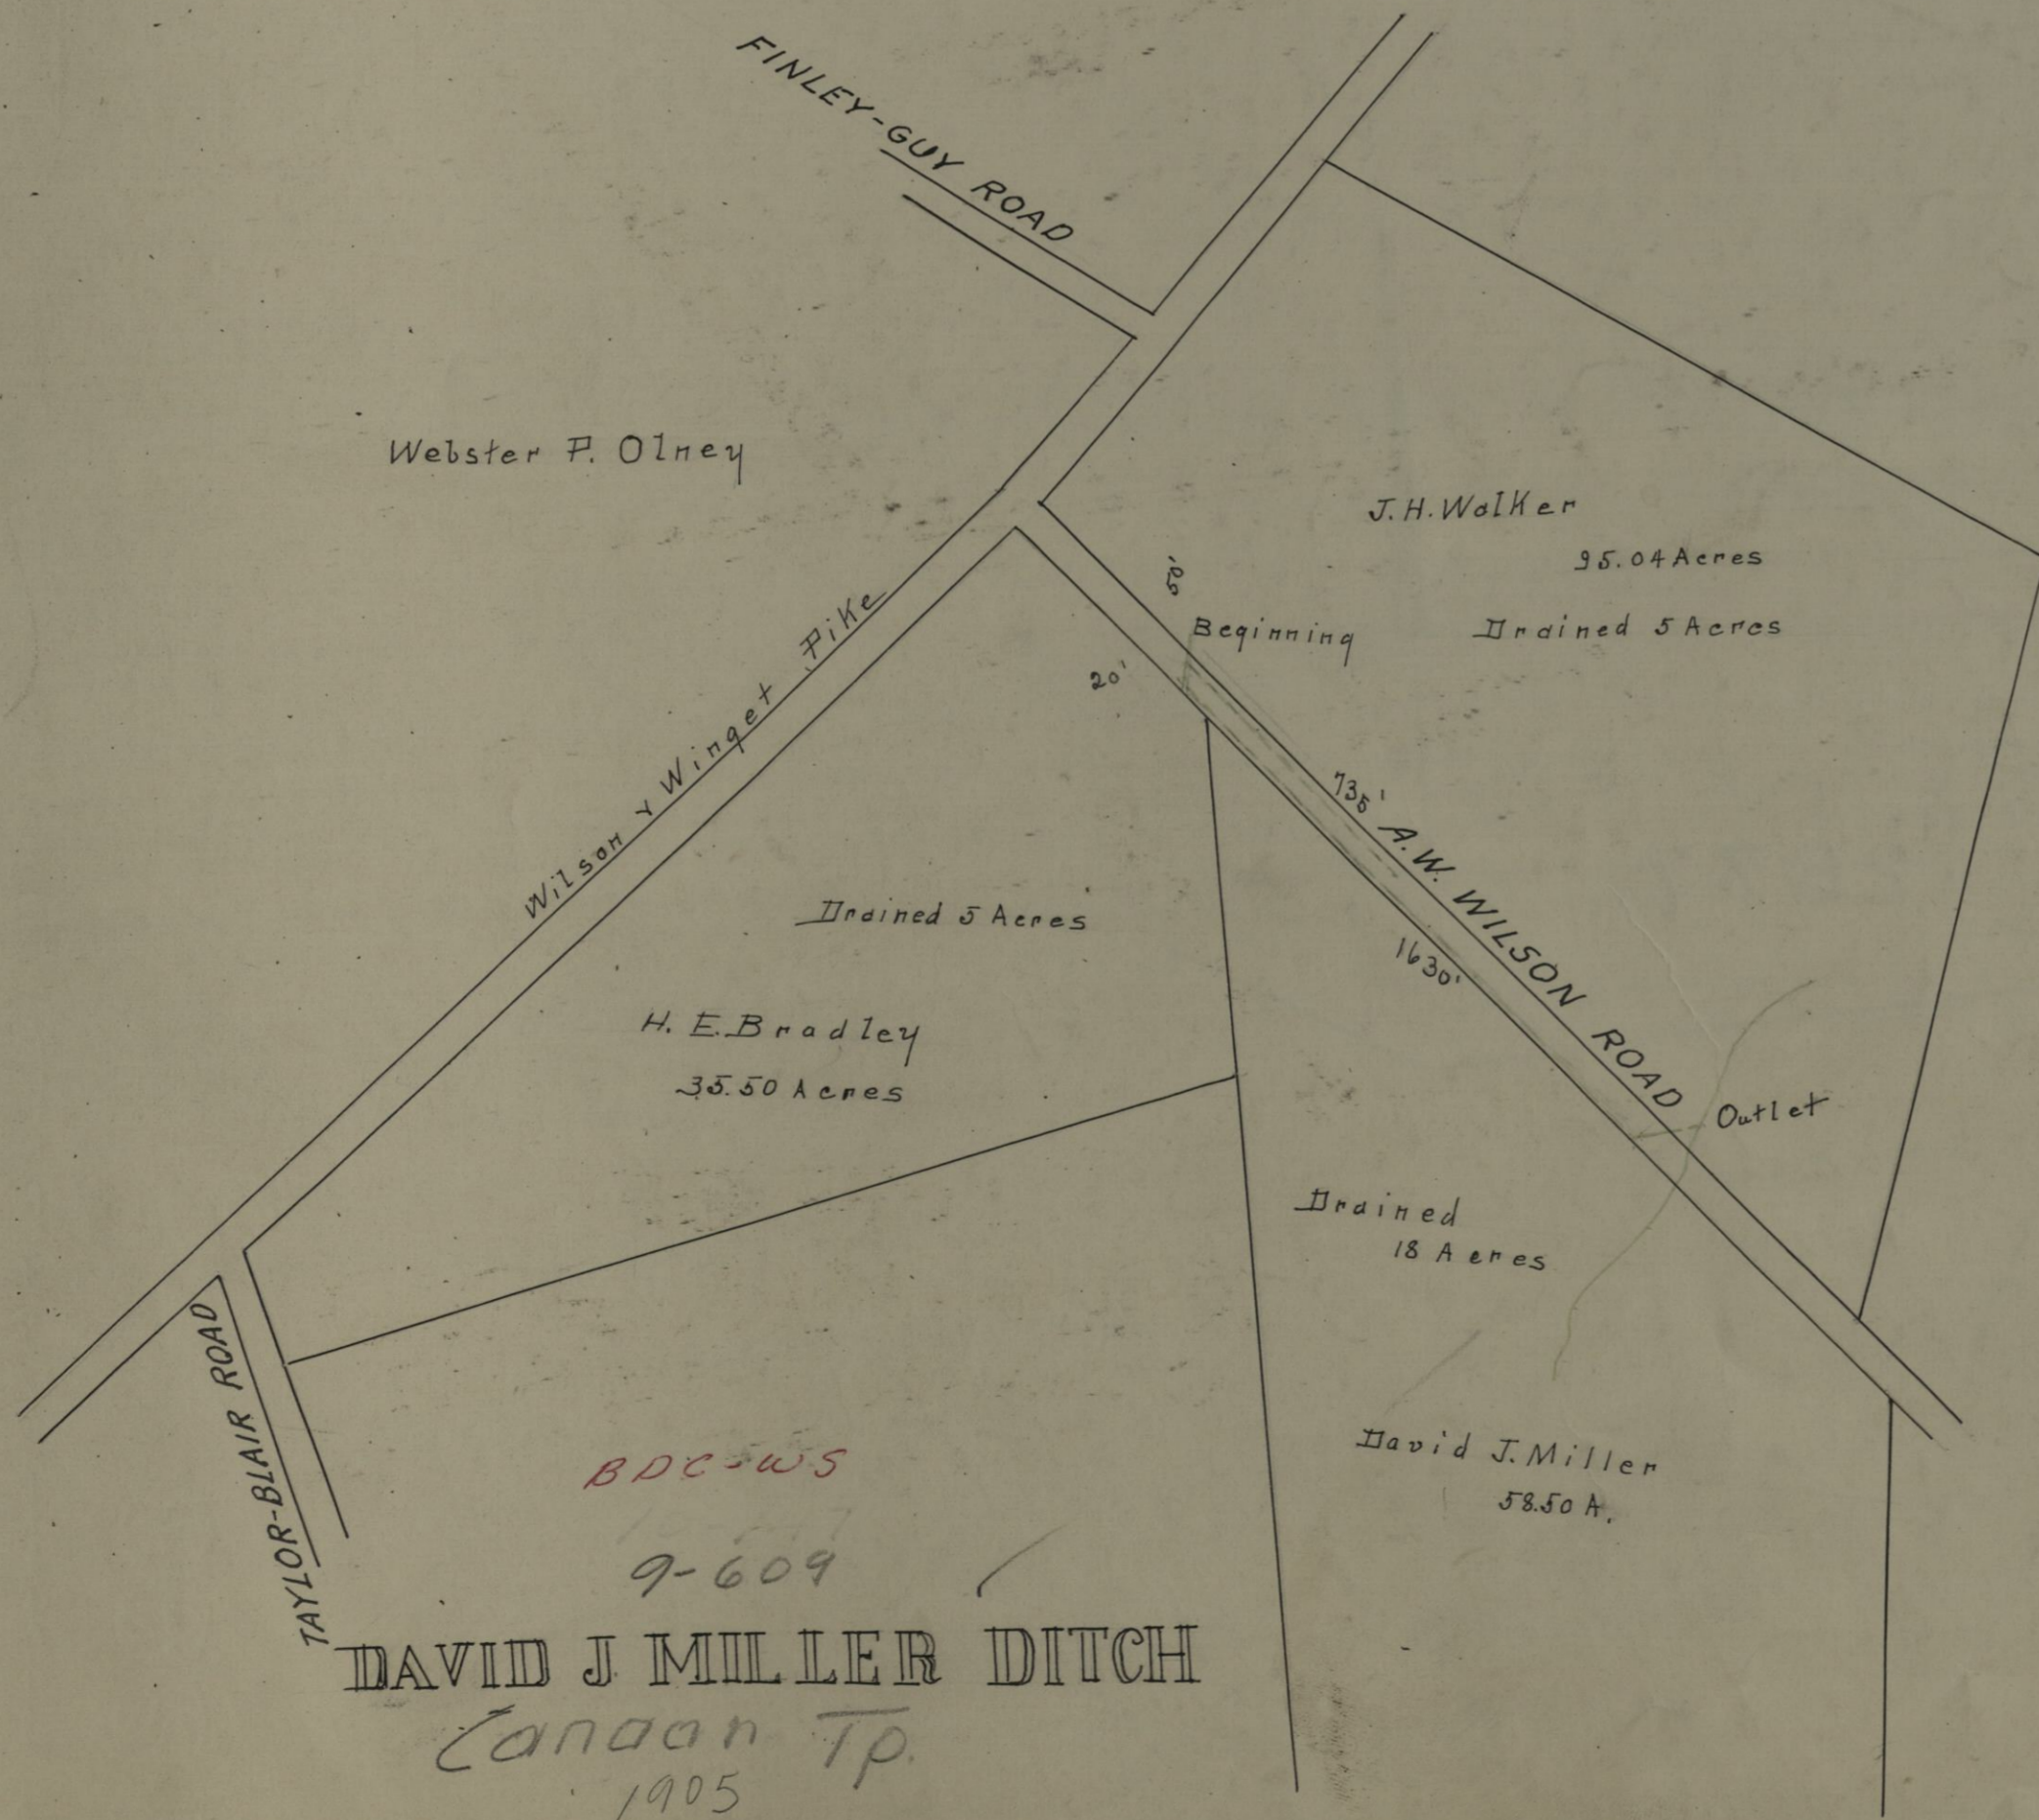 FINLEY-GUY ROAD
Webster P. Olney
J.H. Walker
95.04 Acres
50'
Beginning
Drained 5 Acres
20'
Wilson & Winget Pike
735'
A.W. WILSON ROAD
Drained 5 Acres
1630'
H. E. Bradley
35.50 Acres
Outlet
Drained
18 Acres
TAYLOR-BLAIR ROAD
David J. Miller
58.50 A.
BDC-WS
9-609
DAVID J MILLER DITCH
Canaan Tp.
1905